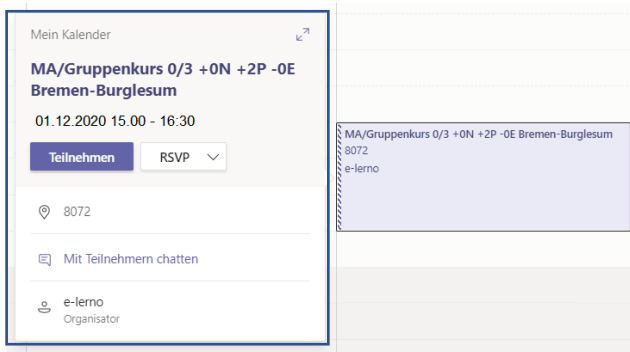 Mein Kalender
MA/Gruppenkurs 0/3 +0N +2P -0E
Bremen-Burglesum
01.12.2020 15.00 - 16:30
Teilnehmen
RSVP
8072
Mit Teilnehmern chatten
e-lerno
Organisator
MA/Gruppenkurs 0/3 +0N +2P -0E Bremen-Burglesum
8072
e-lerno